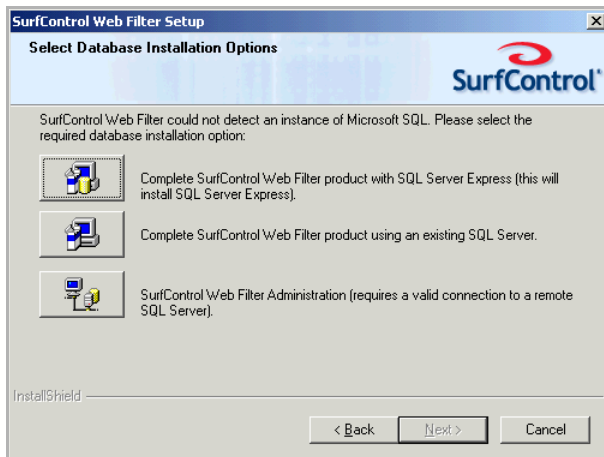 SurfControl Web Filter Setup
Select Database Installation Options
SurfControl
SurfControl Web Filter could not detect an instance of Microsoft SQL. Please select the
required database installation option:
Complete SurfControl Web Filter product with SQL Server Express (this will
install SQL Server Express).
Complete SurfControl Web Filter product using an existing SQL Server.
SurfControl Web Filter Administration (requires a valid connection to a remote
SQL Server).
InstallShield
< Back
Next >
Cancel